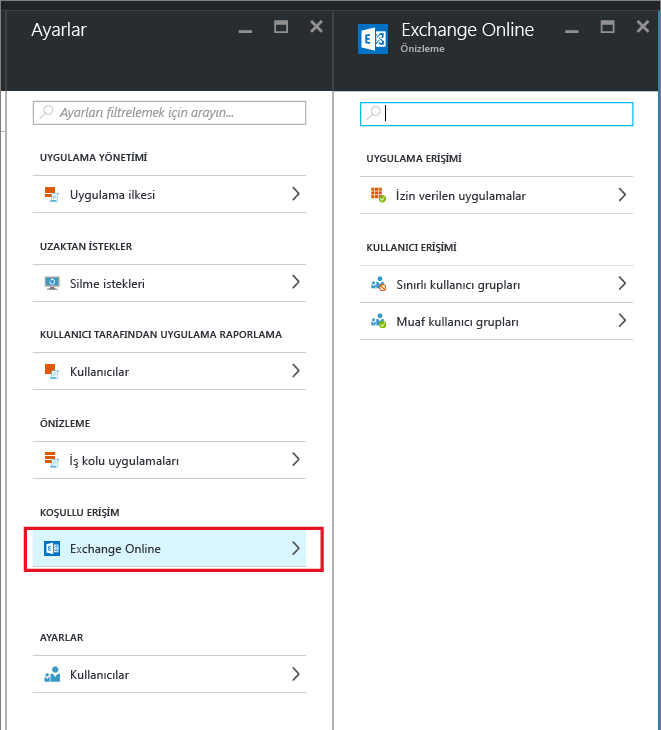 Ayarlar
Ayarları filtrelemek için arayın...
UYGULAMA YÖNETİMİ
Uygulama ilkesi
UZAKTAN İSTEKLER
Silme istekleri
KULLANICI TARAFINDAN UYGULAMA RAPORLAMA
Kullanıcılar
ÖNİZLEME
İş kolu uygulamaları
KOŞULLU ERİŞİM
Exchange Online
AYARLAR
Kullanıcılar
Exchange Online
Önizleme
UYGULAMA ERİŞİMİ
İzin verilen uygulamalar
KULLANICI ERİŞİMİ
Sınırlı kullanıcı grupları
Muaf kullanıcı grupları